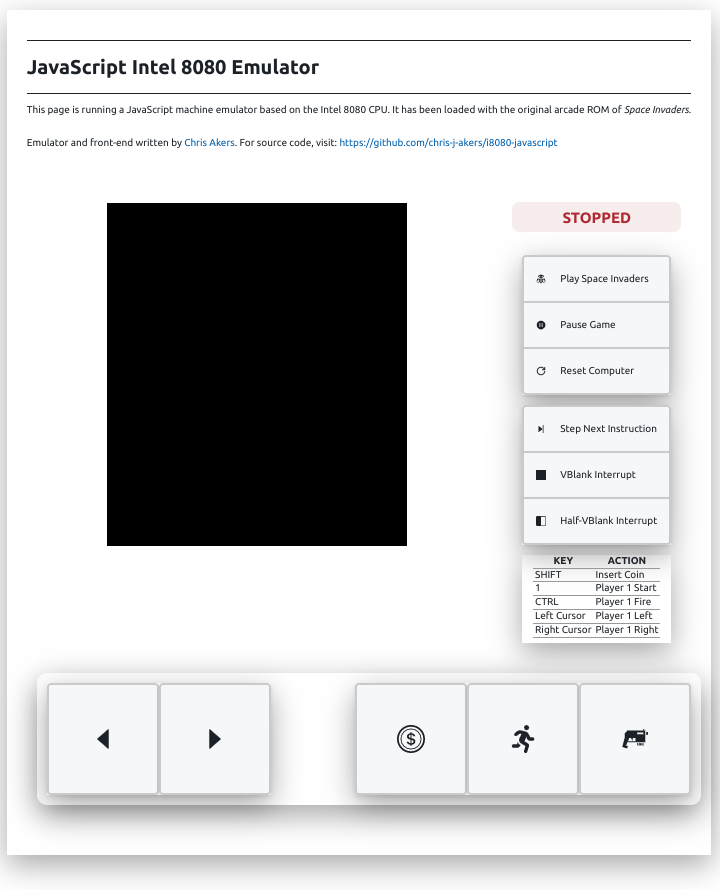 JavaScript Intel 8080 Emulator
This page is running a JavaScript machine emulator based on the Intel 8080 CPU. It has been loaded with the original arcade ROM of Space Invaders.
Emulator and front-end written by Chris Akers. For source code, visit: https://github.com/chris-j-akers/i8080-javascript
STOPPED
Play Space Invaders
Pause Game
Reset Computer
Step Next Instruction
VBlank Interrupt
Half-VBlank Interrupt
KEY ACTION
SHIFT Insert Coin
1 Player 1 Start
CTRL Player 1 Fire
Left Cursor Player 1 Left
Right Cursor Player 1 Right
$